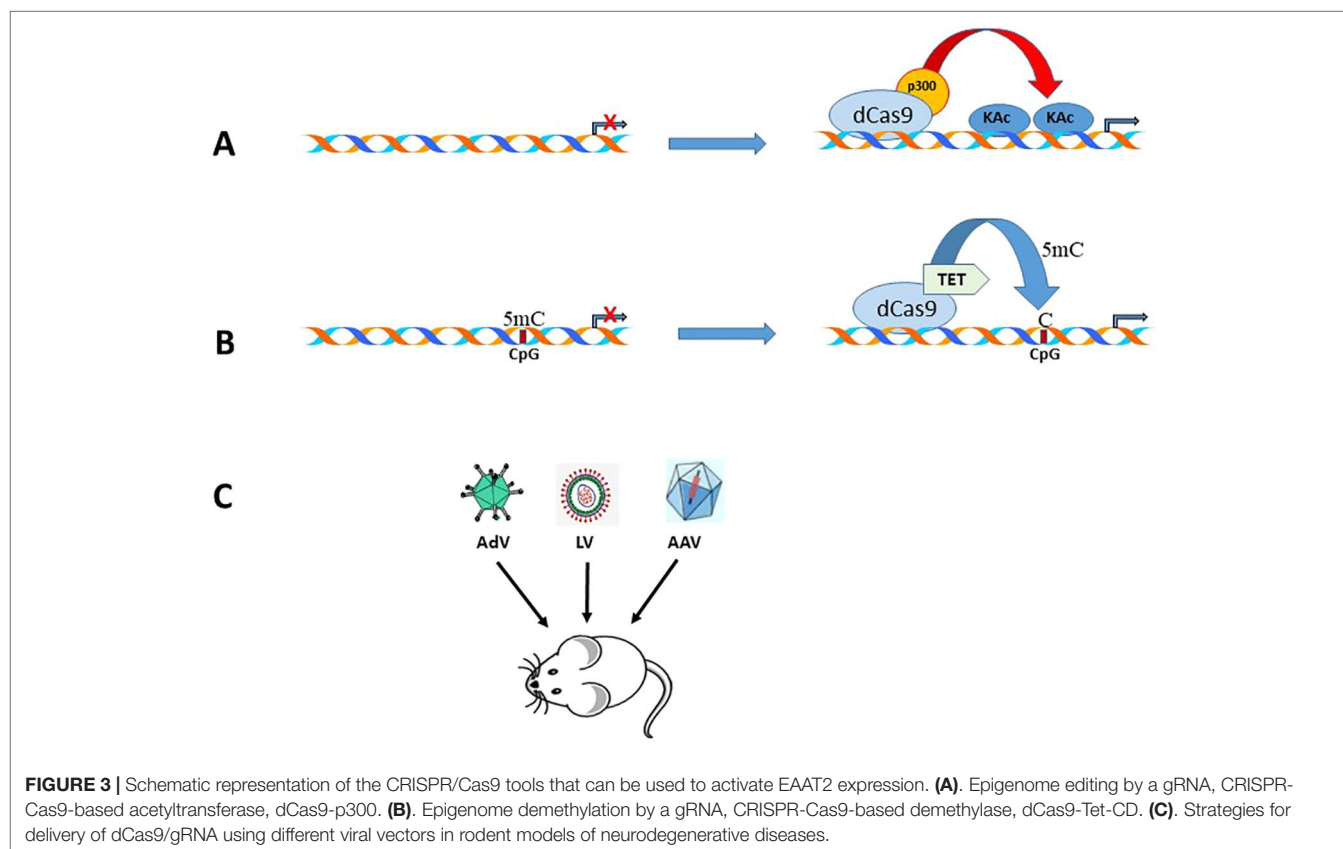 p300
dCas9
KAc KAc
X
A
TET
5mC
dCas9
5mC
X
C
B
CpG
CpG
C
AdV LV AAV
FIGURE 3 | Schematic representation of the CRISPR/Cas9 tools that can be used to activate EAAT2 expression. (A). Epigenome editing by a gRNA, CRISPR-
Cas9-based acetyltransferase, dCas9-p300. (B). Epigenome demethylation by a gRNA, CRISPR-Cas9-based demethylase, dCas9-Tet-CD. (C). Strategies for
delivery of dCas9/gRNA using different viral vectors in rodent models of neurodegenerative diseases.